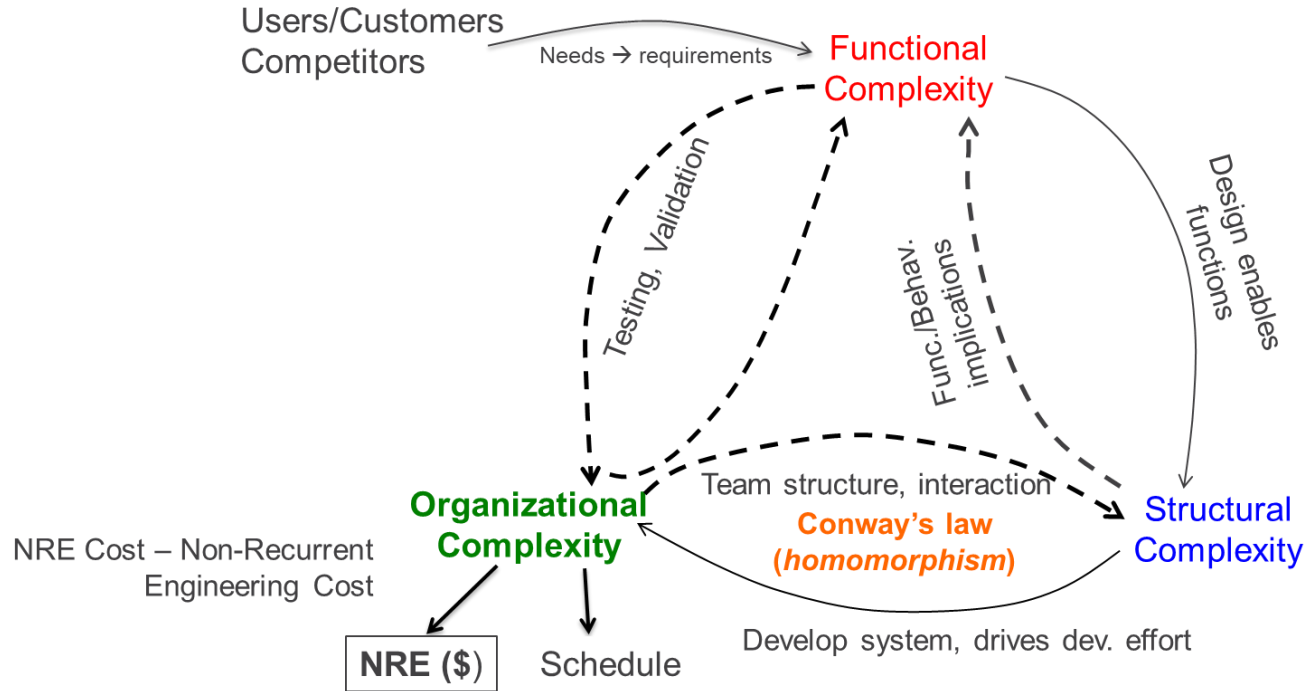 Users/Customers
Competitors
Needs → requirements
Functional
Complexity
Testing, Validation
Func./Behav.
implications
Design enables
functions
Organizational
Complexity
Team structure, interaction
Conway's law
(homomorphism)
Structural
Complexity
NRE Cost – Non-Recurrent
Engineering Cost
NRE ($)
Schedule
Develop system, drives dev. effort